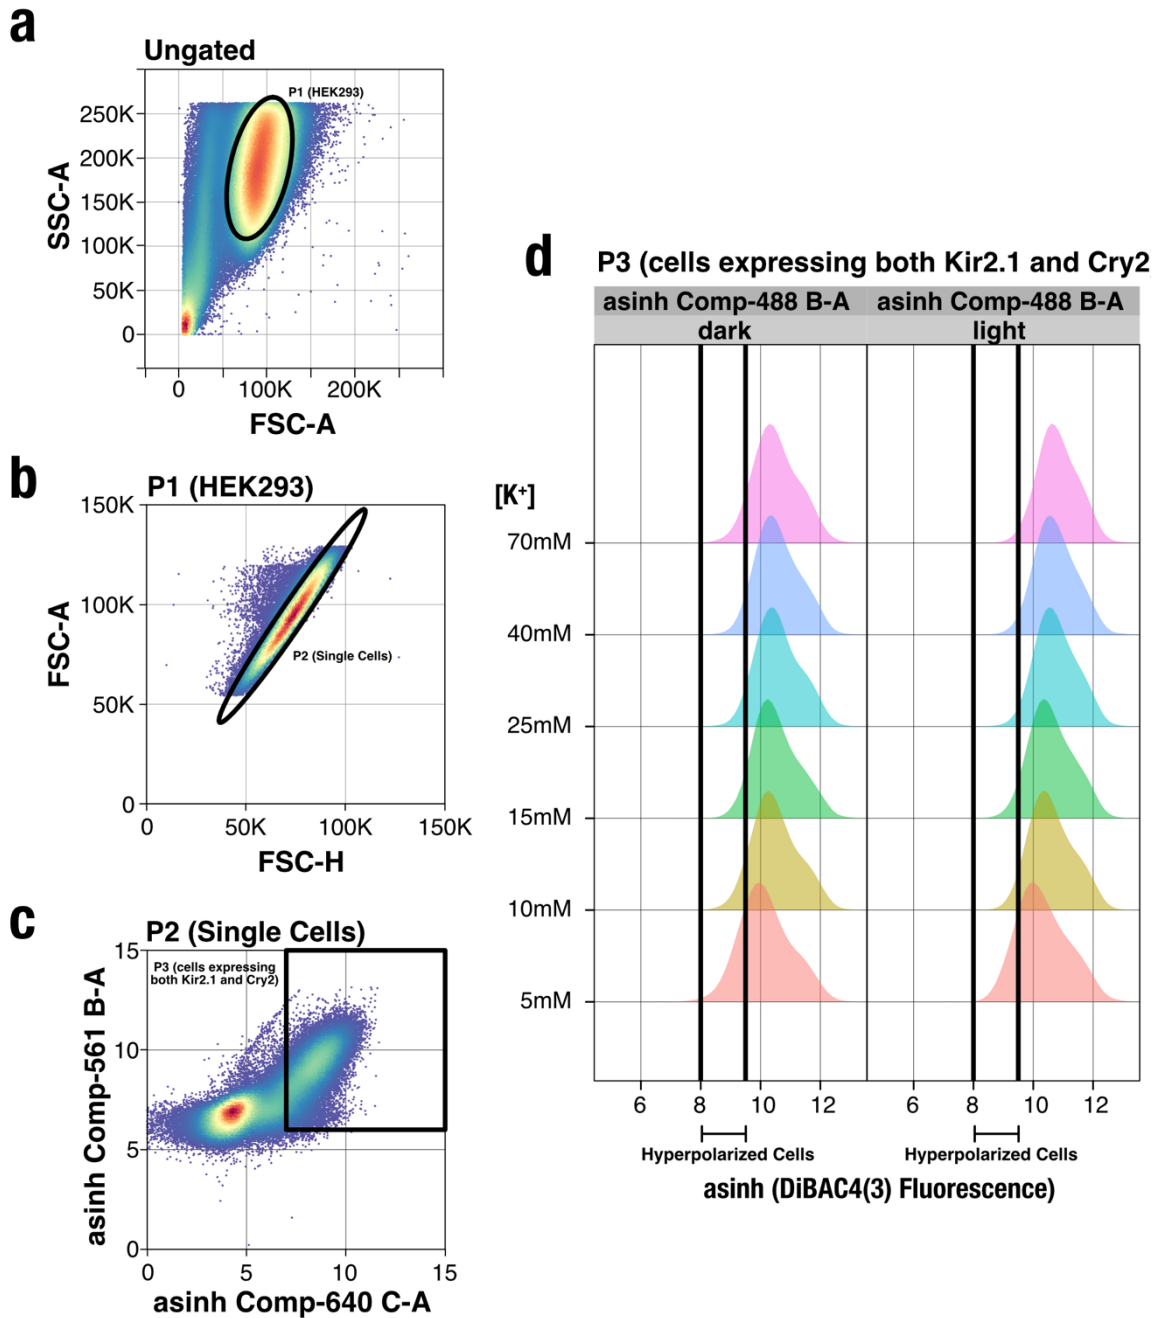 a
Ungated
P1 (HEK293)
250K
200K
150K
100K
50K
0
SSC-A
0
100K
200K
FSC-A
b
P1 (HEK293)
150K
100K
50K
0
FSC-A
P2 (Single Cells)
0
50K
100K
150K
FSC-H
c
P2 (Single Cells)
15
10
5
0
asinh Comp-561 B-A
P3 (cells expressing
both Kir2.1 and Cry2)
0
5
10
15
asinh Comp-640 C-A
d
P3 (cells expressing both Kir2.1 and Cry2
asinh Comp-488 B-A
asinh Comp-488 B-A
dark
light
[K+]
70mM
40mM
25mM
15mM
10mM
5mM
6
8
10
12
6
8
10
12
Hyperpolarized Cells
Hyperpolarized Cells
asinh (DiBAC4(3) Fluorescence)